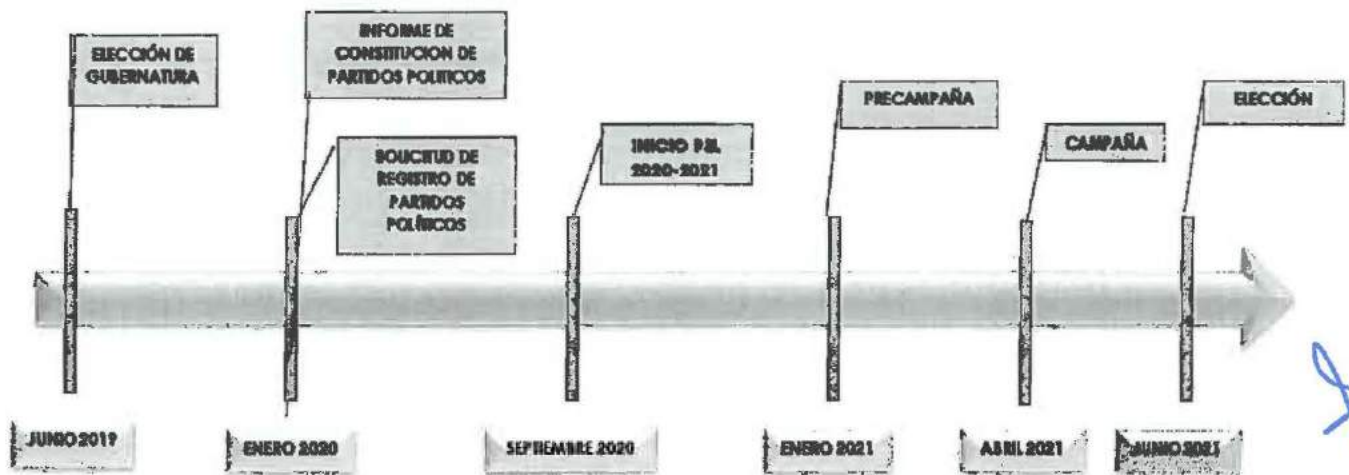 ELECCIÓN DE
GUBERNATURA
INFORME DE
CONSTITUCION DE
PARTIDOS POLITICOS
SOLICITUD DE
REGISTRO DE
PARTIDOS
POLÍTICOS
INICIO P.EL
2020-2021
PRECAMPAÑA
CAMPAÑA
ELECCIÓN
JUNIO 2019
ENERO 2020
SEPTIEMBRE 2020
ENERO 2021
ABRIL 2021
JUNIO 2021